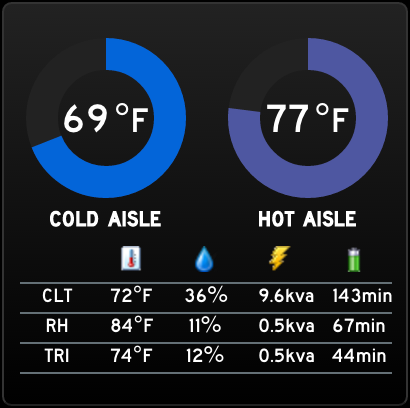 69°F 77°F
COLD AISLE HOT AISLE
CLT 72°F 36% 9.6kva 143min
RH 84°F 11% 0.5kva 67min
TRI 74°F 12% 0.5kva 44min